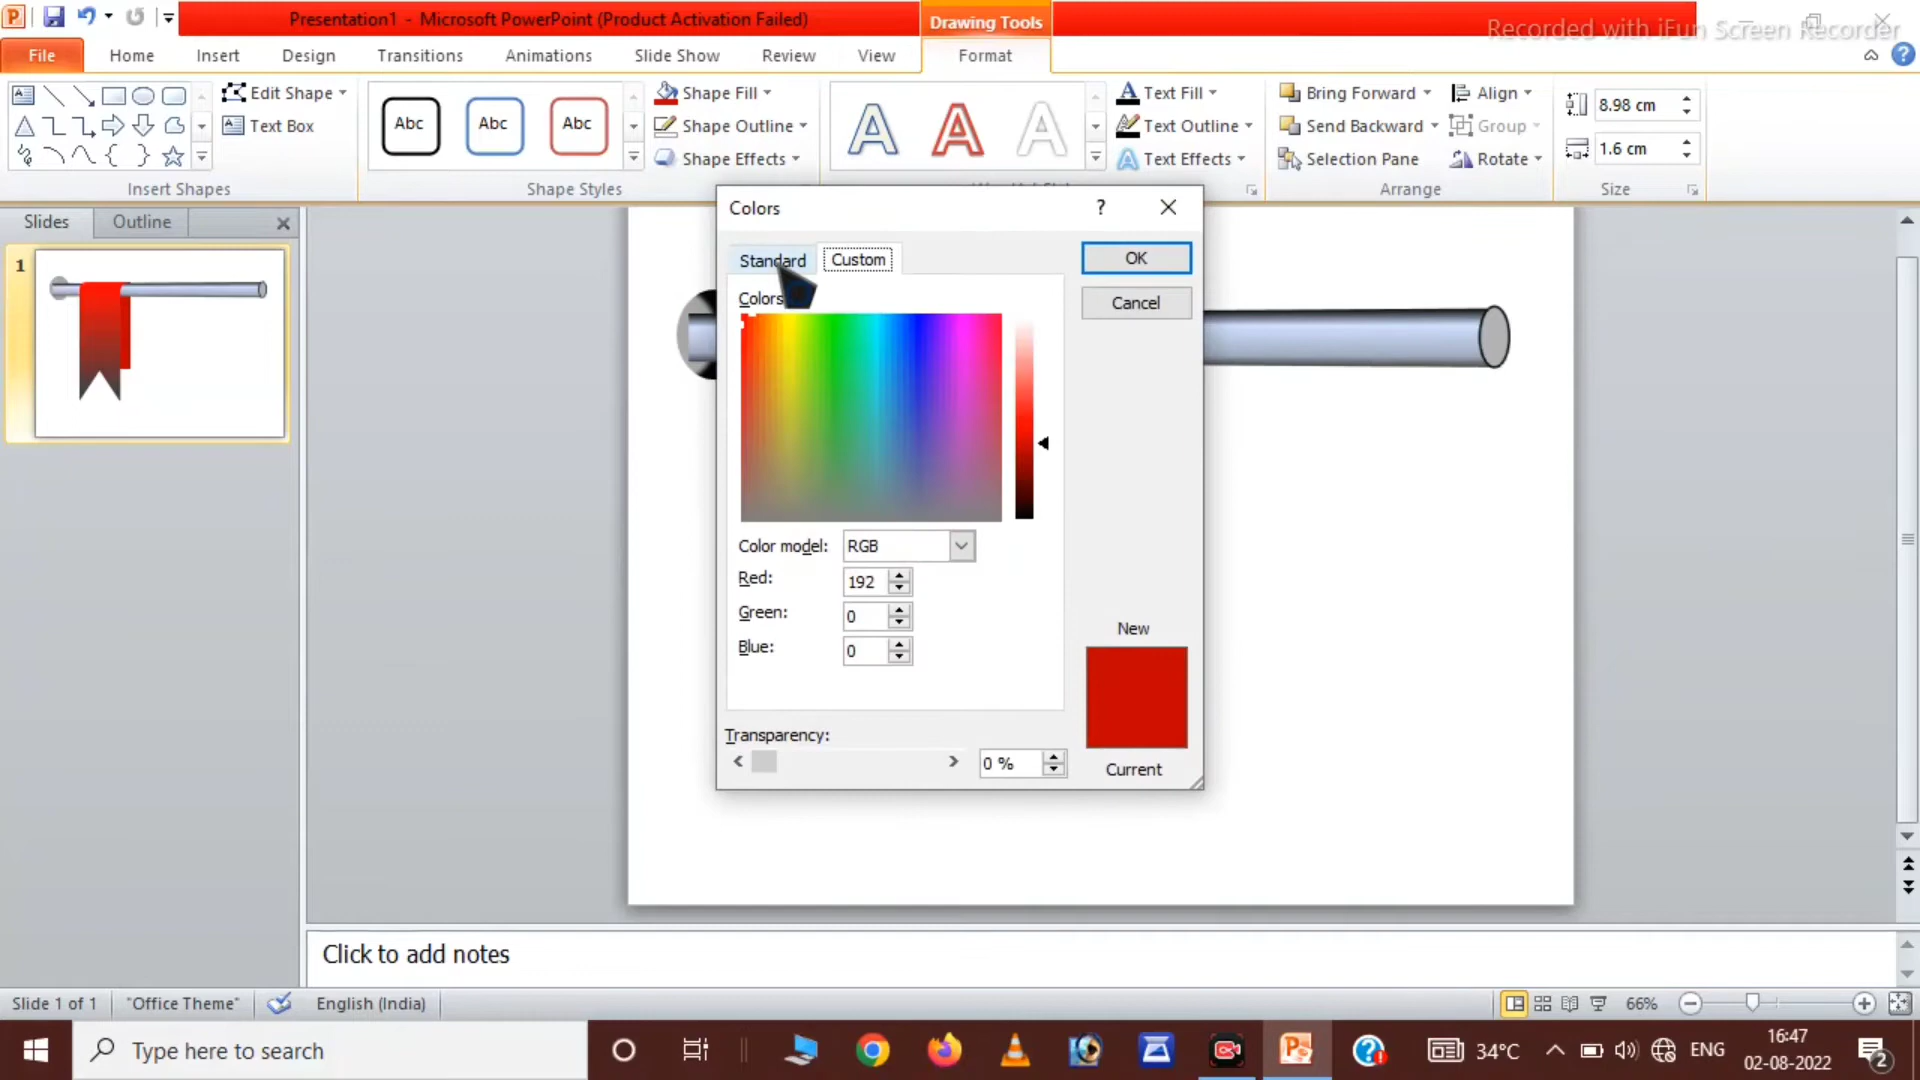 Presentation1 - Microsoft PowerPoint (Product Activation Failed)
Drawing Tools
Recorded with iFun Screen Recorder
File
Home
Insert
Design
Transitions
Animations
Slide Show
Review
View
Format
Edit Shape
Text Box
Insert Shapes
Abc
Abc
Abc
Shape Fill
Shape Outline
Shape Effects
Shape Styles
Text Fill
Text Outline
Text Effects
Bring Forward
Send Backward
Selection Pane
Align
Group
Rotate
Arrange
8.98 cm
1.6 cm
Size
Slides
Outline
1
Colors
?
Standard
Custom
OK
Cancel
Colors
Color model:
RGB
Red:
192
Green:
0
Blue:
0
New
Current
Transparency:
0 %
Click to add notes
Slide 1 of 1
"Office Theme"
English (India)
66%
Type here to search
34°C
ENG
16:47
02-08-2022
2